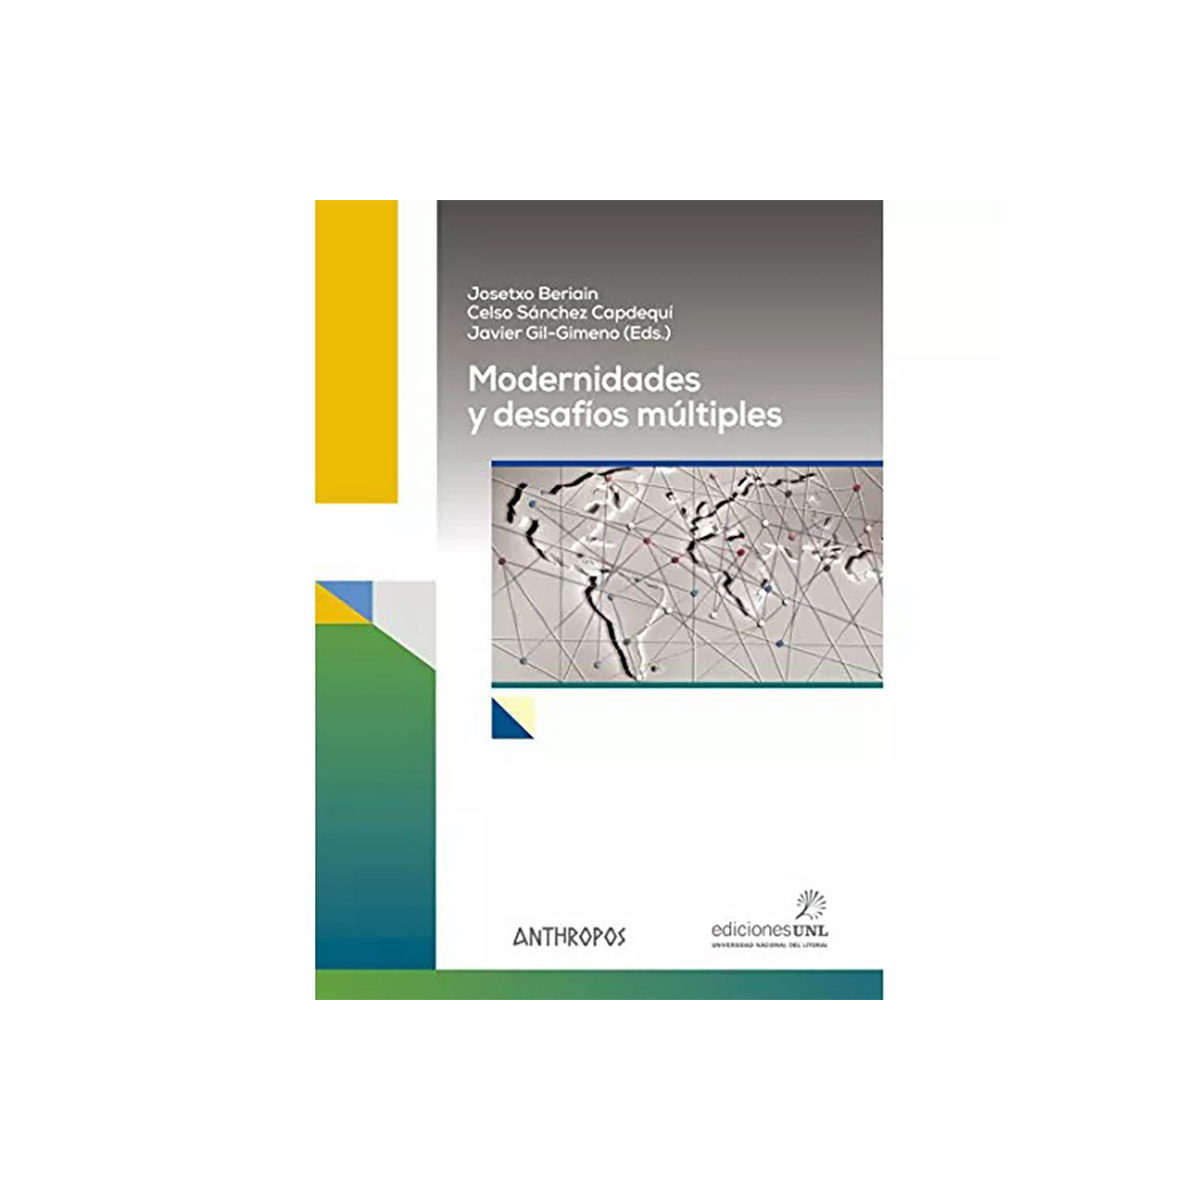 Josetxo Beriain
Celso Sánchez Capdequí
Javier Gil-Gimeno (Eds.)
Modernidades
y desafíos múltiples
ANTHROPOS
edicionesUNL
UNIVERSIDAD NACIONAL DEL LITORAL